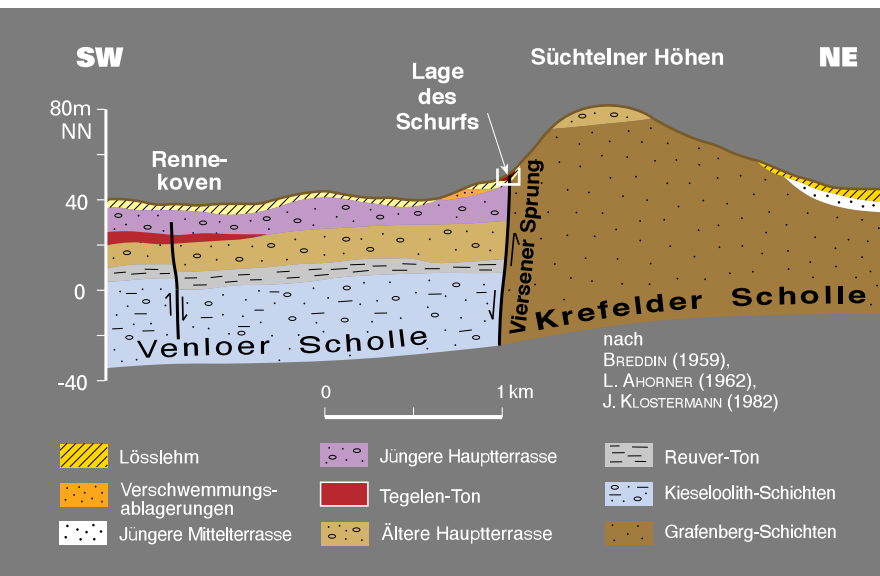 SW
Süchtelner Höhen
NE
Lage
des
Schurfs
80m
NN
Renne-
koven
40
0
-40
Viersener Sprung
Krefelder Scholle
Venloer Scholle
nach
BREDDIN (1959),
L. AHORNER (1962),
J. KLOSTERMANN (1982)
0
1 km
Lösslehm
Verschwemmungs-
ablagerungen
Jüngere Mittelterrasse
Jüngere Hauptterrasse
Tegelen-Ton
Ältere Hauptterrasse
Reuver-Ton
Kieseloolith-Schichten
Grafenberg-Schichten